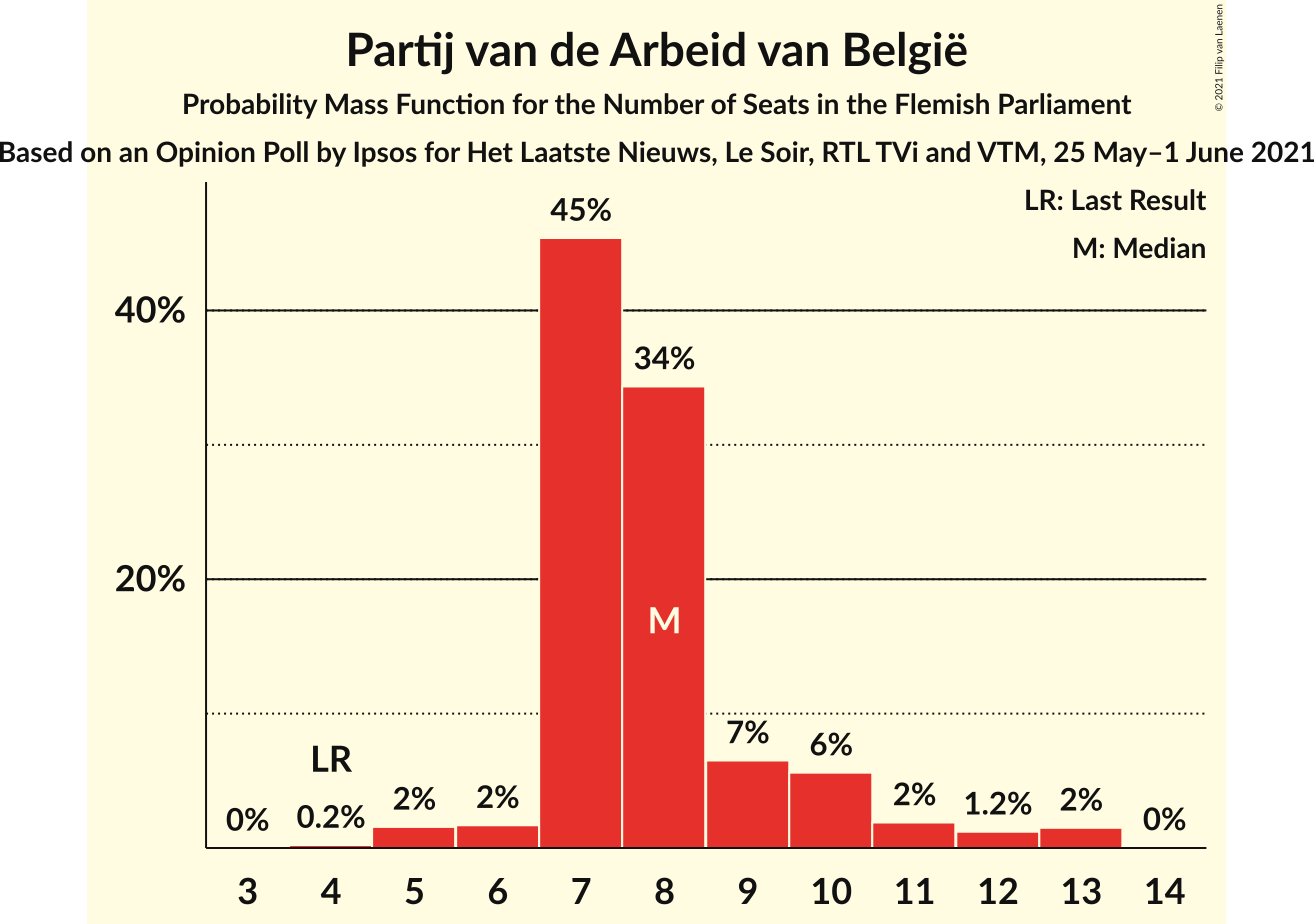 Partij van de Arbeid van België
Probability Mass Function for the Number of Seats in the Flemish Parliament
Based on an Opinion Poll by Ipsos for Het Laatste Nieuws, Le Soir, RTL TVi and VTM, 25 May–1 June 2021
© 2021 Filip van Laenen
LR: Last Result
M: Median
45%
40%
34%
20%
M
7%
6%
LR
0%
0.2%
2%
2%
2%
1.2%
2%
0%
3 4 5 6 7 8 9 10 11 12 13 14